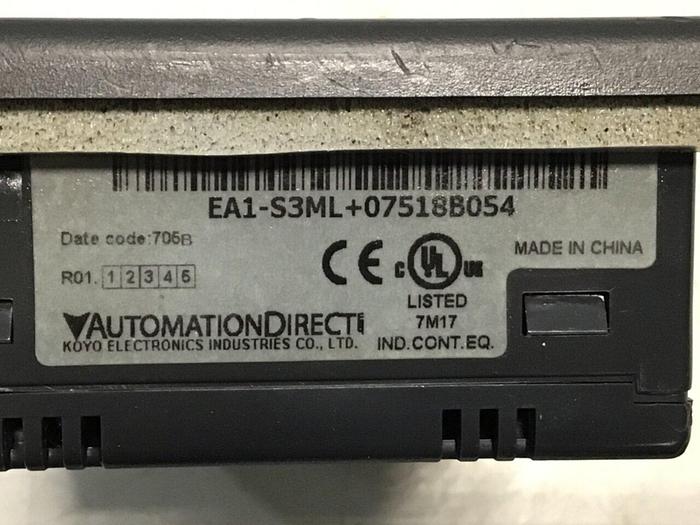 EA1-S3ML+07518B054
Date code:705B
R01. 1 2 3 4 5
CE C UL US
MADE IN CHINA
LISTED
7M17
IND.CONT.EQ.
AUTOMATIONDIRECT
KOYO ELECTRONICS INDUSTRIES CO., LTD.